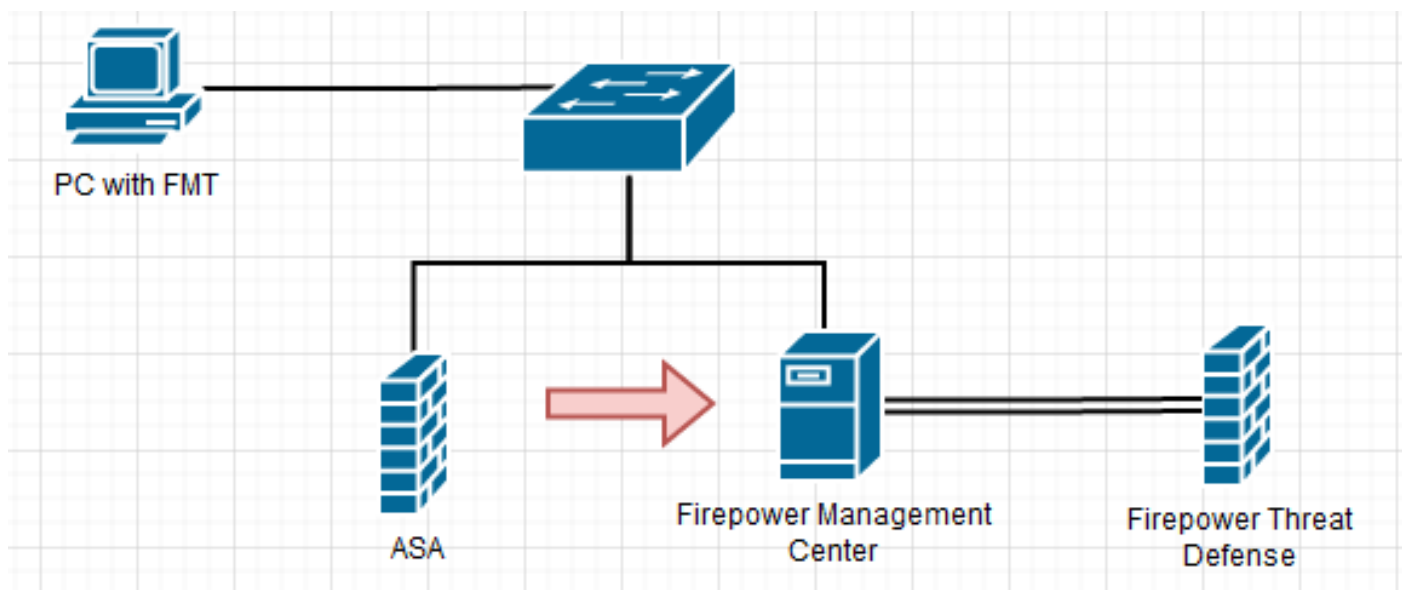 PC with FMT
ASA
Firepower Management
Center
Firepower Threat
Defense